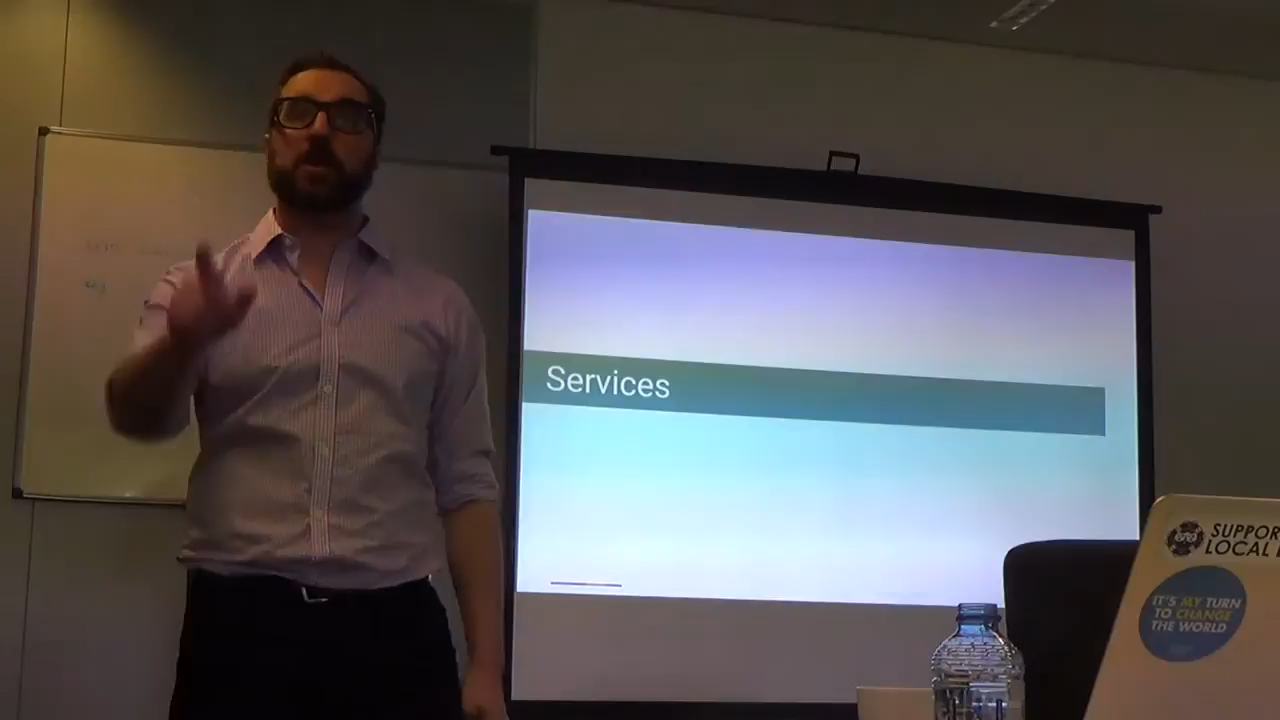 Services
SUPPOR
LOCAL
IT'S MY TURN
TO CHANGE
THE WORLD